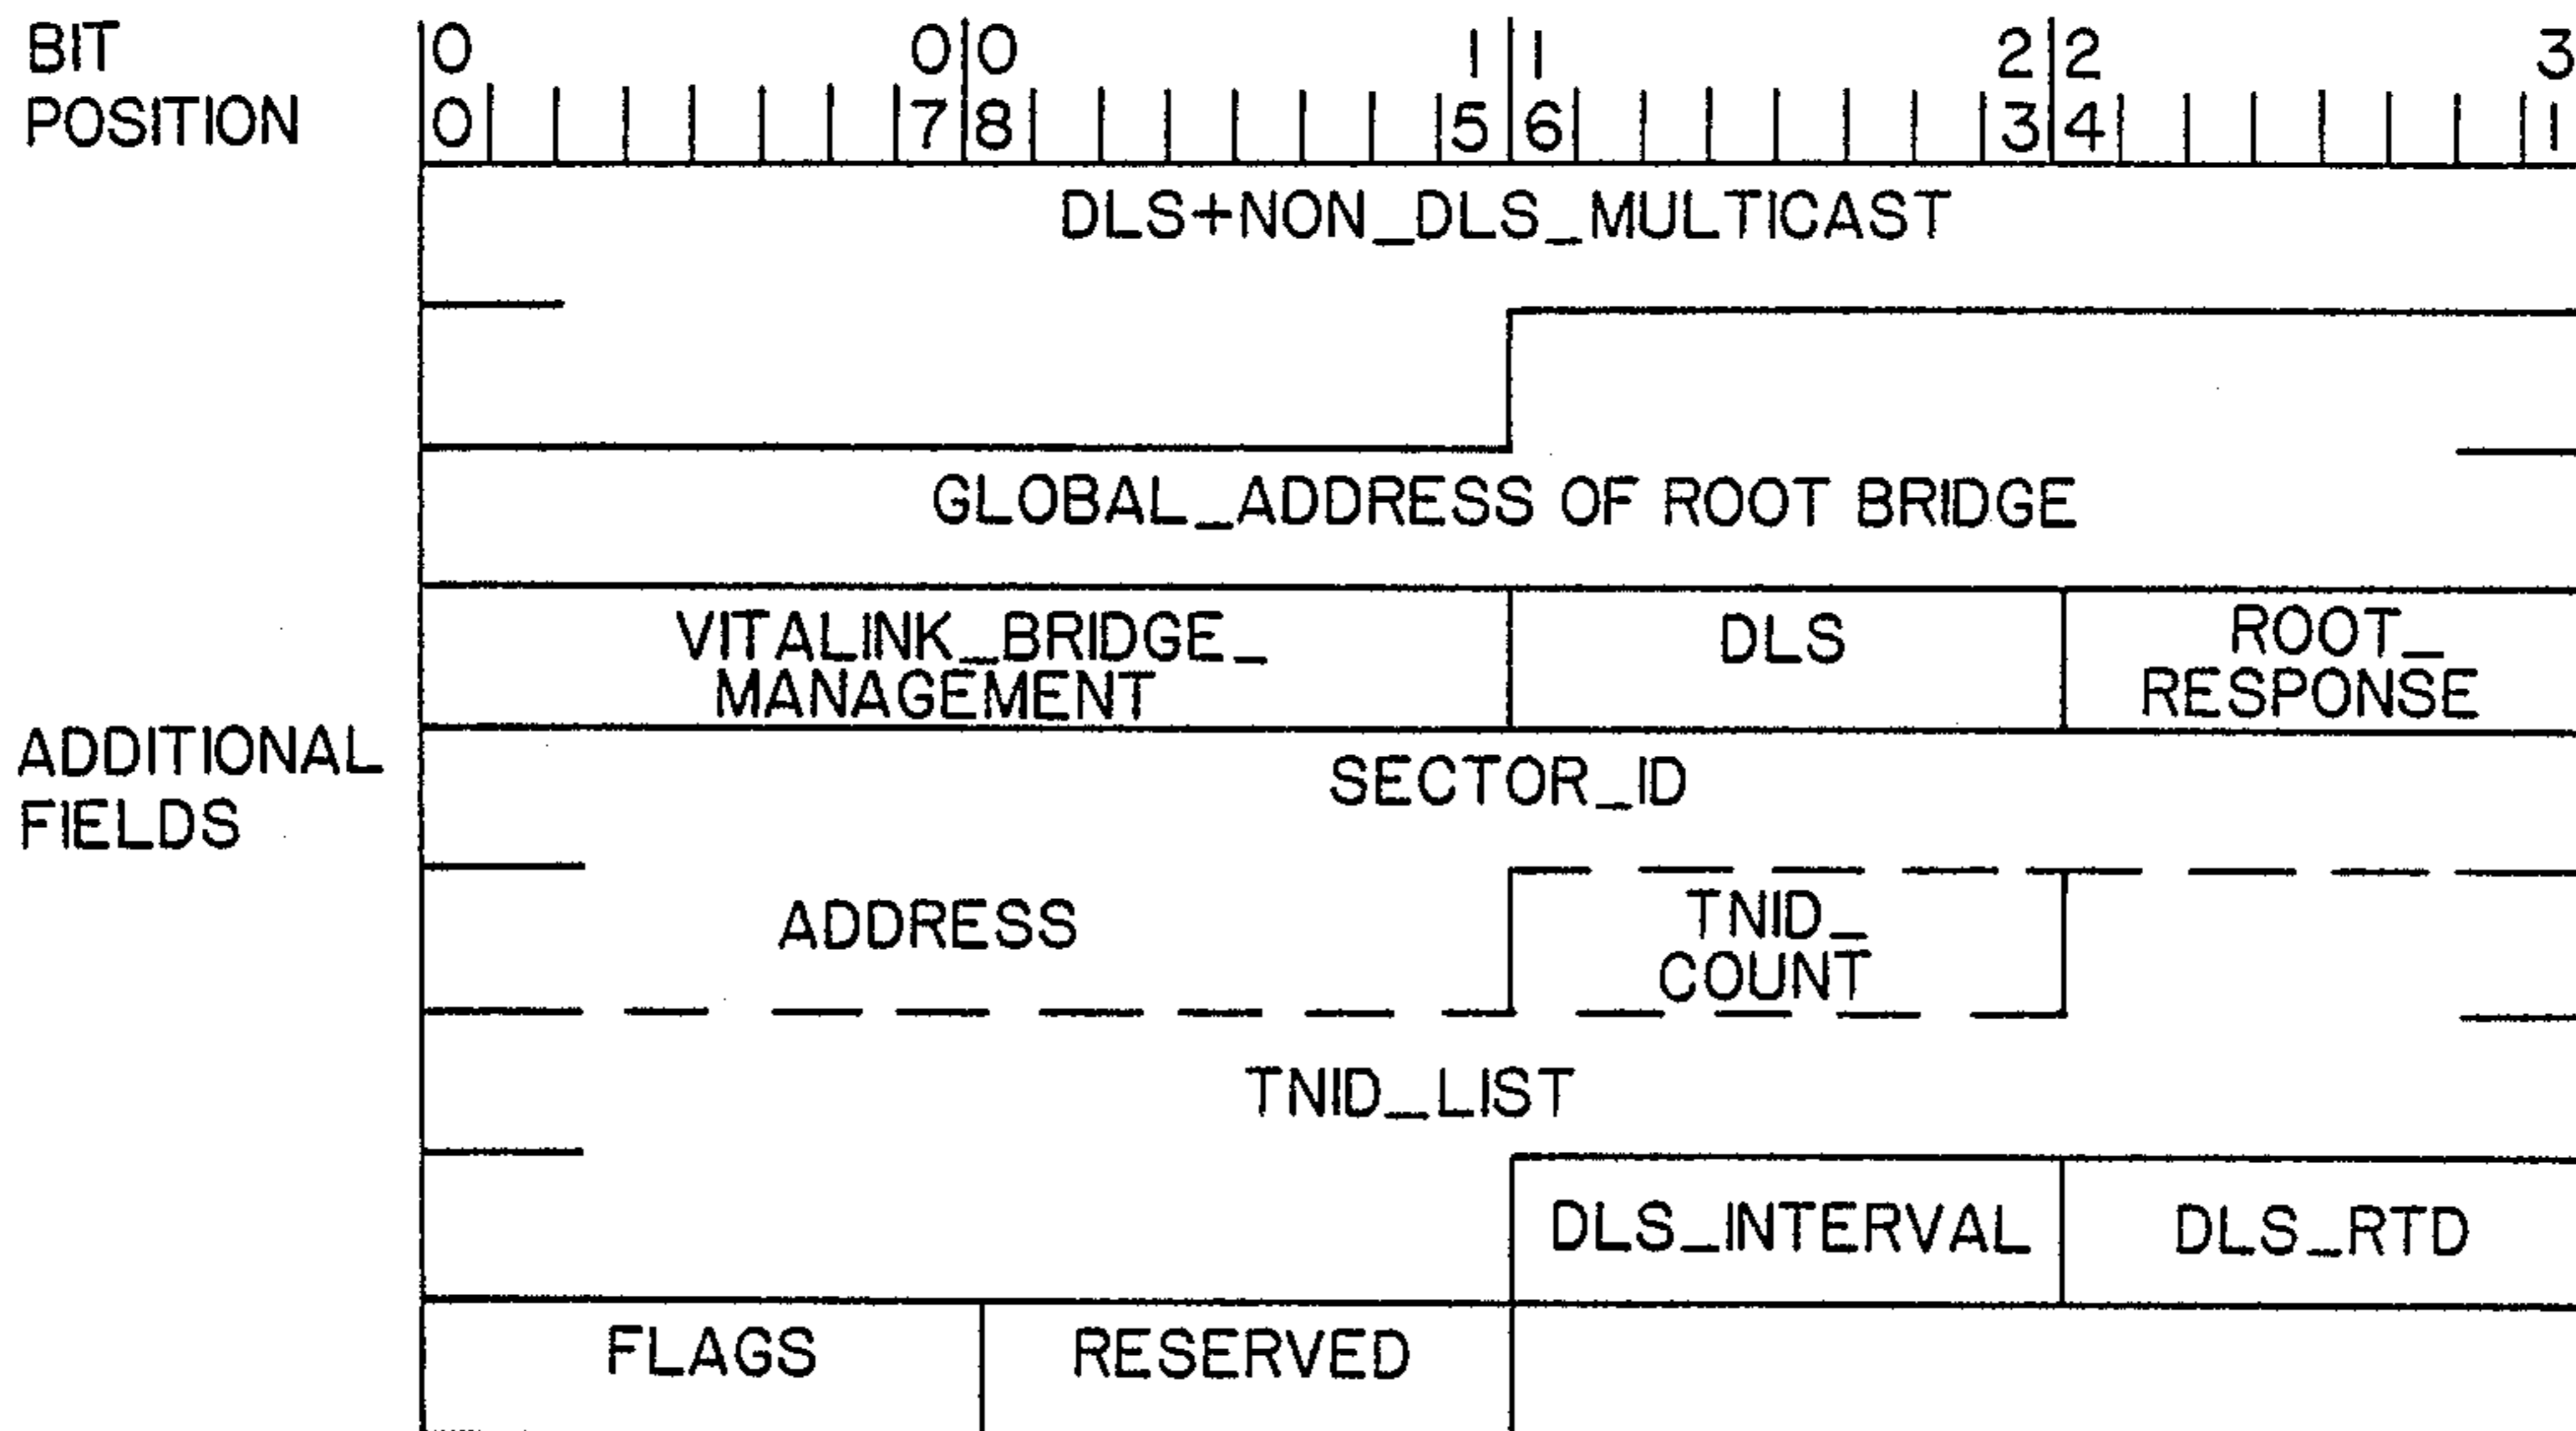 BIT POSITION
0 0 0 1 1 2 2 3
0 7 8 5 6 3 4 1
DLS+NON_DLS_MULTICAST
GLOBAL_ADDRESS OF ROOT BRIDGE
VITALINK_BRIDGE_
MANAGEMENT
DLS
ROOT_
RESPONSE
ADDITIONAL
FIELDS
SECTOR_ID
ADDRESS
TNID_
COUNT
TNID_LIST
DLS_INTERVAL
DLS_RTD
FLAGS
RESERVED